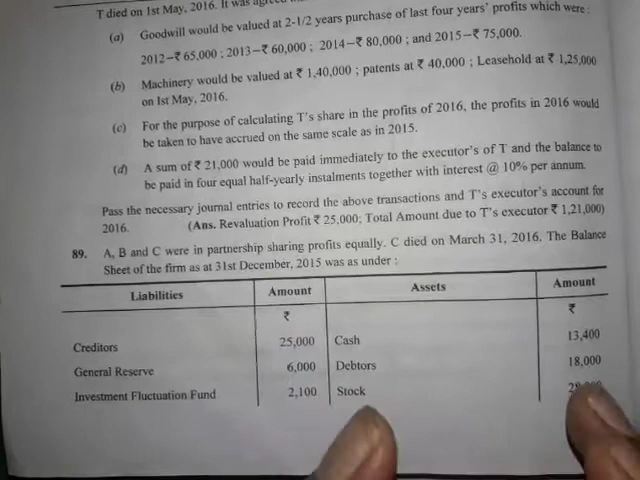 T died on 1st May, 2016. It was agreed
(a) Goodwill would be valued at 2-1/2 years purchase of last four years' profits which were :
2012–₹ 65,000 ; 2013–₹ 60,000 ; 2014–₹ 80,000 ; and 2015–₹ 75,000.
(b) Machinery would be valued at ₹ 1,40,000 ; patents at ₹ 40,000 ; Leasehold at ₹ 1,25,000
on Ist May, 2016.
(c) For the purpose of calculating T's share in the profits of 2016, the profits in 2016 would
be taken to have accrued on the same scale as in 2015.
(d) A sum of ₹ 21,000 would be paid immediately to the executor's of T and the balance to
be paid in four equal half-yearly instalments together with interest @ 10% per annum.
Pass the necessary journal entries to record the above transactions and T's executor's account for
2016. (Ans. Revaluation Profit ₹ 25,000; Total Amount due to T's executor ₹ 1,21,000)
89. A, B and C were in partnership sharing profits equally. C died on March 31, 2016. The Balance
Sheet of the firm as at 31st December, 2015 was as under :
Liabilities Amount Assets Amount
₹ ₹
Creditors 25,000 Cash 13,400
General Reserve 6,000 Debtors 18,000
Investment Fluctuation Fund 2,100 Stock